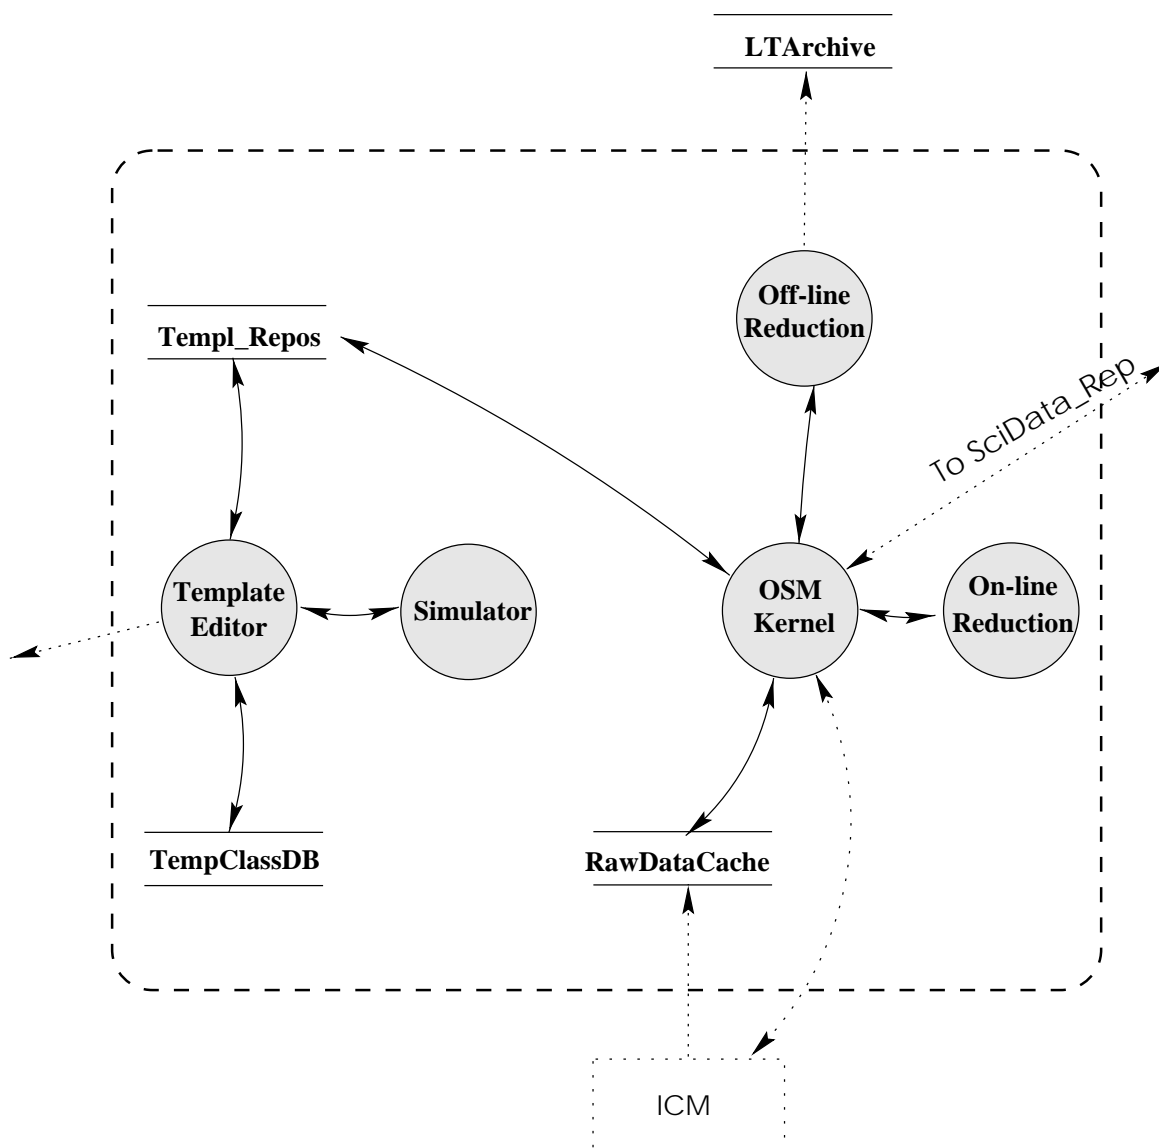 LTArchive
Off-line
Reduction
Templ_Repos
To SciData_Rep
Template
Editor
Simulator
OSM
Kernel
On-line
Reduction
TempClassDB
RawDataCache
ICM